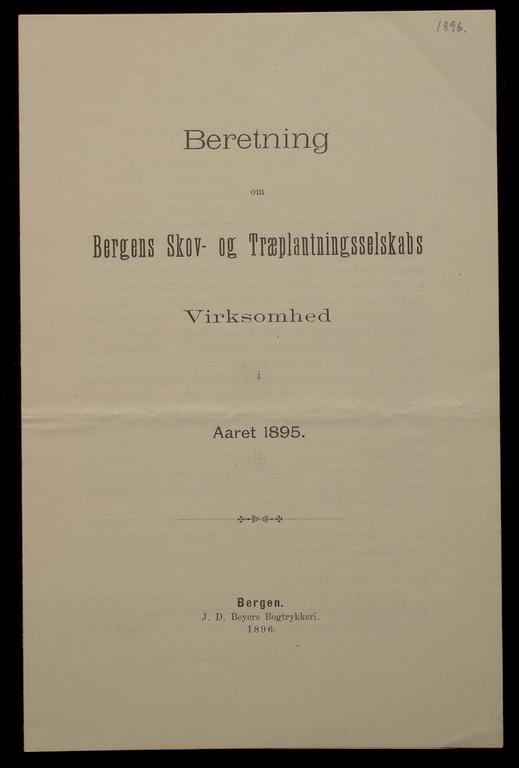 1896.
Beretning
om
Bergens Skov- og Træplantningsselskabs
Virksomhed
i
Aaret 1895.
Bergen.
J. D. Beyers Bogtrykkeri.
1896.